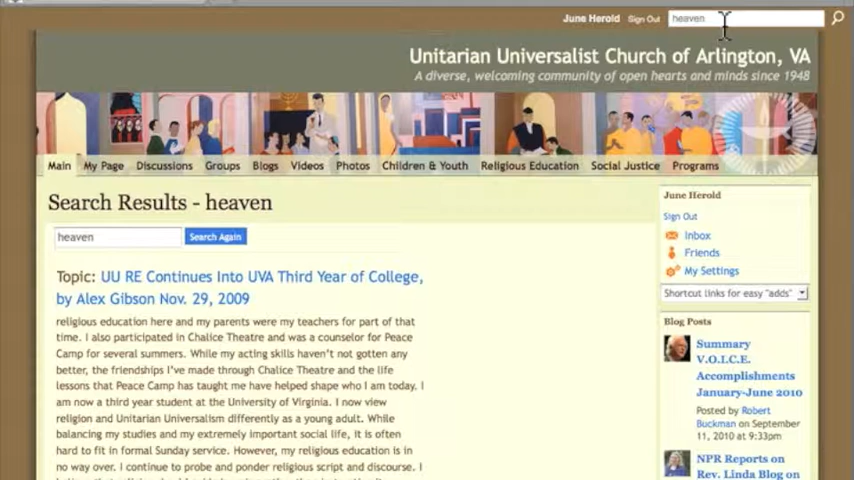 June Herold Sign Out heaven
Unitarian Universalist Church of Arlington, VA
A diverse, welcoming community of open hearts and minds since 1948
Main My Page Discussions Groups Blogs Videos Photos Children & Youth Religious Education Social Justice Programs
Search Results - heaven
heaven Search Again
Topic: UU RE Continues Into UVA Third Year of College,
by Alex Gibson Nov. 29, 2009
religious education here and my parents were my teachers for part of that
time. I also participated in Chalice Theatre and was a counselor for Peace
Camp for several summers. While my acting skills haven't not gotten any
better, the friendships I've made through Chalice Theatre and the life
lessons that Peace Camp has taught me have helped shape who I am today. I
am now a third year student at the University of Virginia. I now view
religion and Unitarian Universalism differently as a young adult. While
balancing my studies and my extremely important social life, it is often
hard to fit in formal Sunday service. However, my religious education is in
no way over. I continue to probe and ponder religious script and discourse. I
June Herold
Sign Out
Inbox
Friends
My Settings
Shortcut links for easy "adds"
Blog Posts
Summary
V.O.I.C.E.
Accomplishments
January-June 2010
Posted by Robert
Buckman on September
11, 2010 at 9:33pm
NPR Reports on
Rev. Linda Blog on